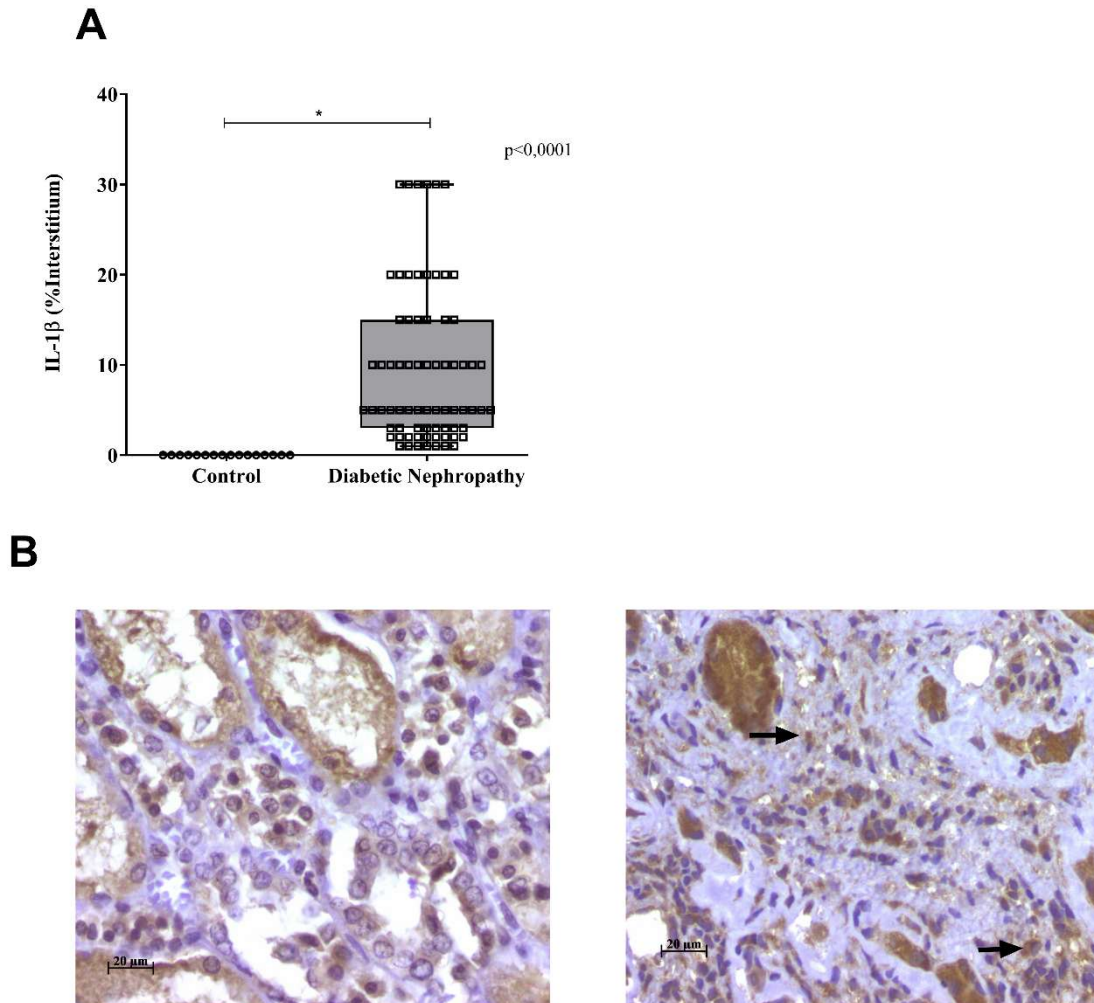 A
40
*
p<0,0001
30
20
10
0
IL-1β (%Interstitium)
Control
Diabetic Nephropathy
B
20 μm
20 μm